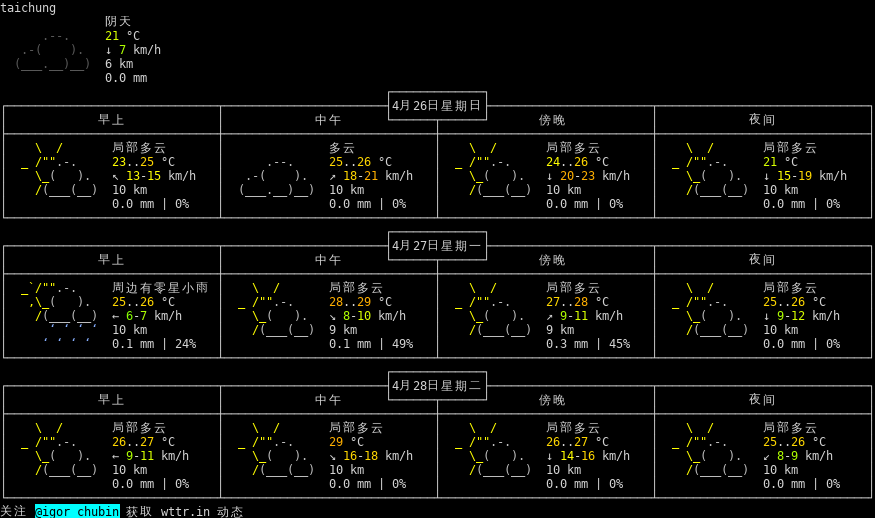 taichung
阴天
21 °C
↓ 7 km/h
6 km
0.0 mm
4月26日星期日
早上 中午 傍晚 夜间
局部多云 多云 局部多云 局部多云
23..25 °C 25..26 °C 24..26 °C 21 °C
↖ 13-15 km/h ↗ 18-21 km/h ↓ 20-23 km/h ↓ 15-19 km/h
10 km 10 km 10 km 10 km
0.0 mm | 0% 0.0 mm | 0% 0.0 mm | 0% 0.0 mm | 0%
4月27日星期一
早上 中午 傍晚 夜间
周边有零星小雨 局部多云 局部多云 局部多云
25..26 °C 28..29 °C 27..28 °C 25..26 °C
← 6-7 km/h ↘ 8-10 km/h ↗ 9-11 km/h ↓ 9-12 km/h
10 km 9 km 9 km 10 km
0.1 mm | 24% 0.1 mm | 49% 0.3 mm | 45% 0.0 mm | 0%
4月28日星期二
早上 中午 傍晚 夜间
局部多云 局部多云 局部多云 局部多云
26..27 °C 29 °C 26..27 °C 25..26 °C
← 9-11 km/h ↘ 16-18 km/h ↓ 14-16 km/h ↙ 8-9 km/h
10 km 10 km 10 km 10 km
0.0 mm | 0% 0.0 mm | 0% 0.0 mm | 0% 0.0 mm | 0%
关注 @igor_chubin 获取 wttr.in 动态